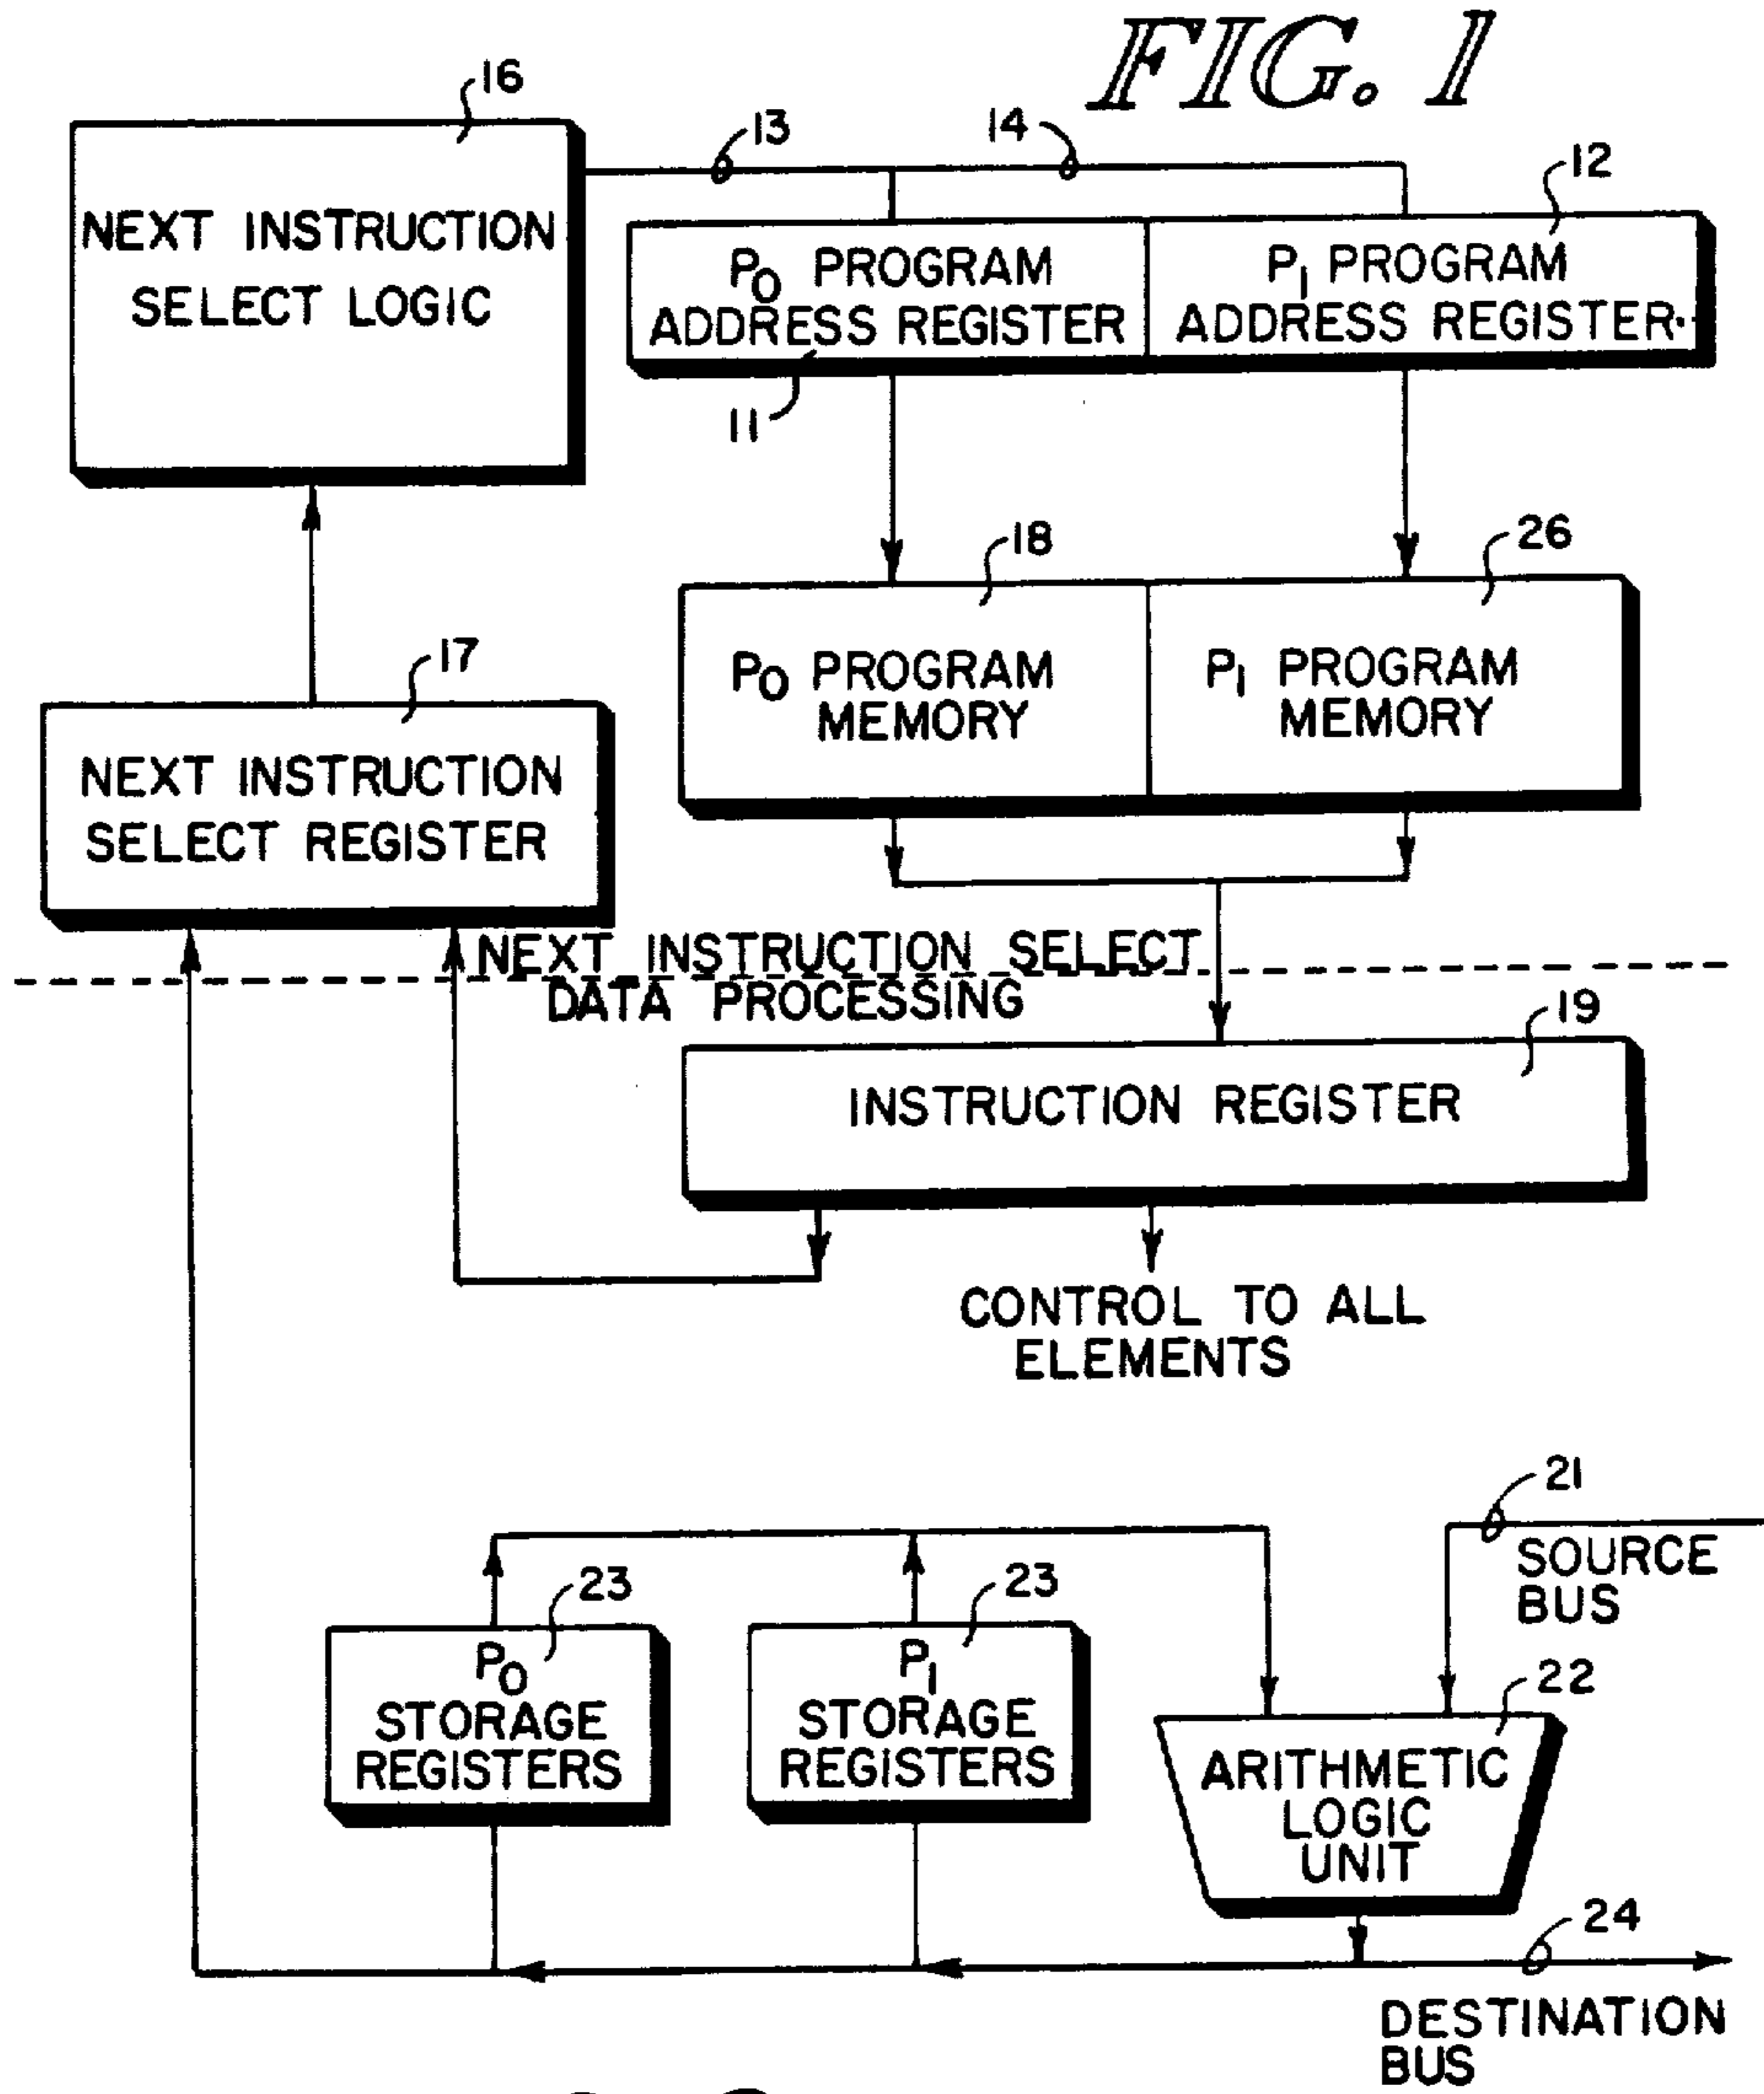 FIG. 1
16
13
14
12
NEXT INSTRUCTION
SELECT LOGIC
P0 PROGRAM
ADDRESS REGISTER
P1 PROGRAM
ADDRESS REGISTER
11
18
26
P0 PROGRAM
MEMORY
P1 PROGRAM
MEMORY
17
NEXT INSTRUCTION
SELECT REGISTER
NEXT INSTRUCTION SELECT
DATA PROCESSING
19
INSTRUCTION REGISTER
CONTROL TO ALL
ELEMENTS
21
SOURCE
BUS
23
P0
STORAGE
REGISTERS
23
P1
STORAGE
REGISTERS
22
ARITHMETIC
LOGIC
UNIT
24
DESTINATION
BUS